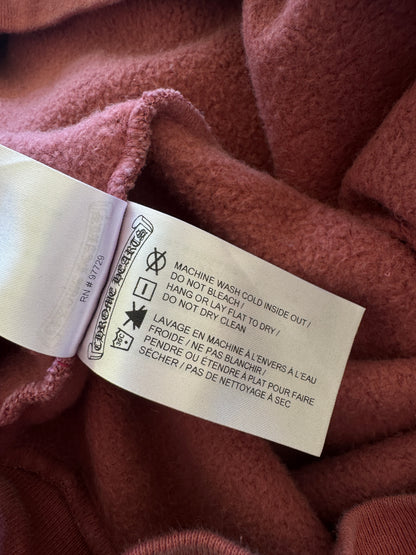 RN # 97729
CHROME HEARTS
MACHINE WASH COLD INSIDE OUT /
DO NOT BLEACH /
HANG OR LAY FLAT TO DRY /
DO NOT DRY CLEAN
LAVAGE EN MACHINE À L'ENVERS À L'EAU
FROIDE / NE PAS BLANCHIR /
PENDRE OU ÉTENDRE À PLAT POUR FAIRE
SÉCHER / PAS DE NETTOYAGE À SEC
30C